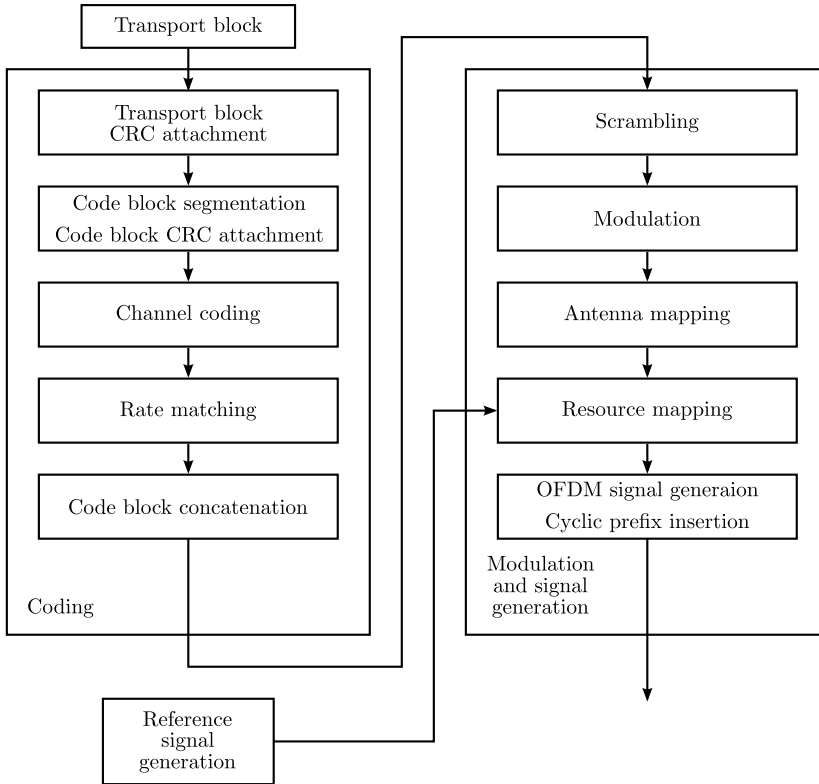 Transport block
Transport block
CRC attachment
Code block segmentation
Code block CRC attachment
Channel coding
Rate matching
Code block concatenation
Coding
Reference
signal
generation
Scrambling
Modulation
Antenna mapping
Resource mapping
OFDM signal generaion
Cyclic prefix insertion
Modulation
and signal
generation